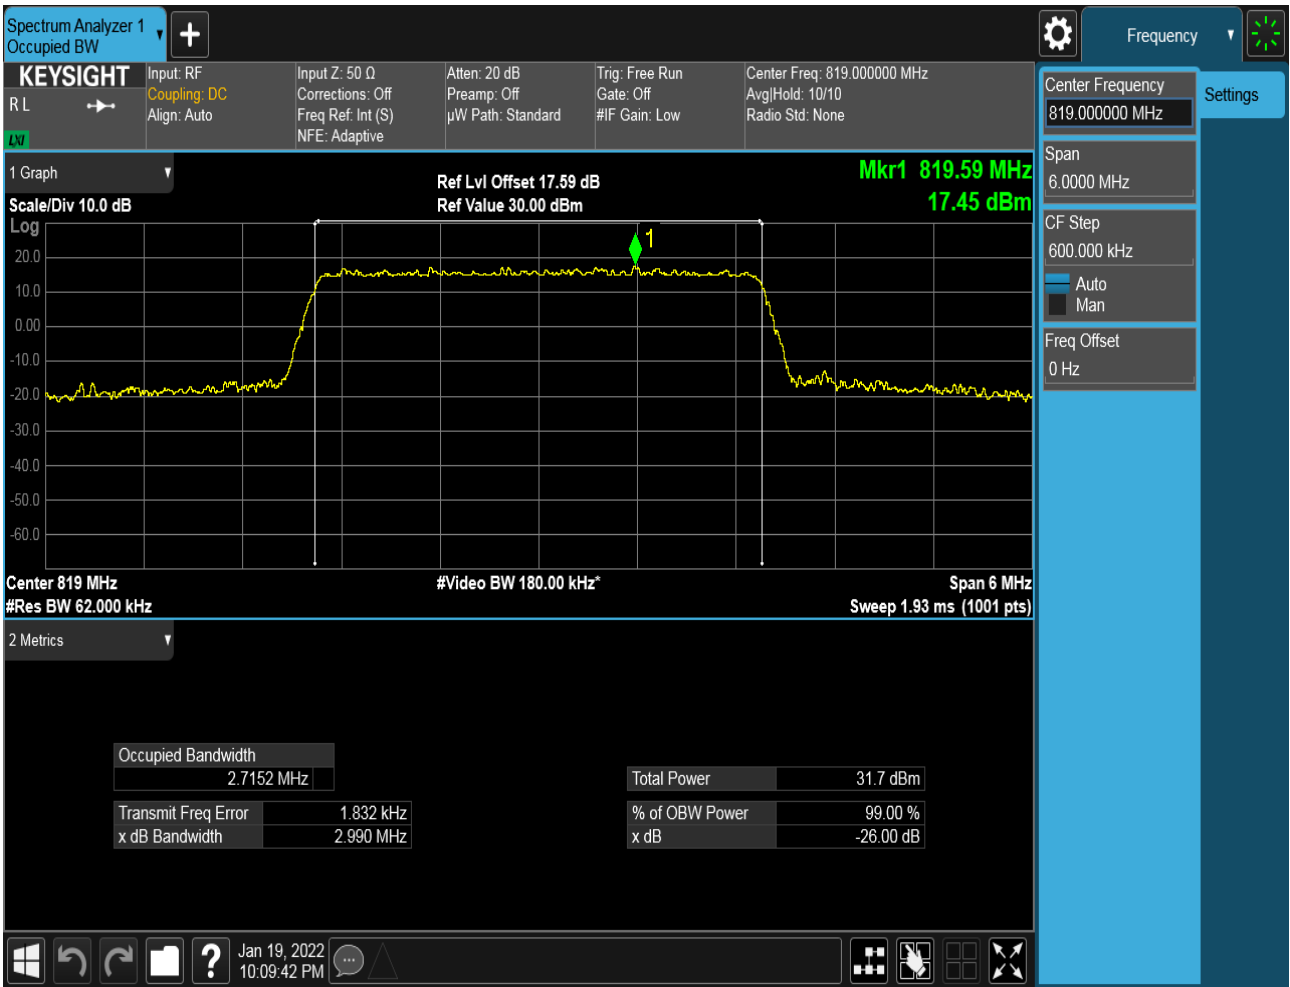 Spectrum Analyzer 1
Occupied BW
Frequency
KEYSIGHT
R L
LXI
Input: RF
Coupling: DC
Align: Auto
Input Z: 50 Ω
Corrections: Off
Freq Ref: Int (S)
NFE: Adaptive
Atten: 20 dB
Preamp: Off
µW Path: Standard
Trig: Free Run
Gate: Off
#IF Gain: Low
Center Freq: 819.000000 MHz
Avg|Hold: 10/10
Radio Std: None
Center Frequency
819.000000 MHz
Settings
Span
6.0000 MHz
CF Step
600.000 kHz
Auto
Man
Freq Offset
0 Hz
1 Graph
Scale/Div 10.0 dB
Ref Lvl Offset 17.59 dB
Ref Value 30.00 dBm
Mkr1 819.59 MHz
17.45 dBm
Log
1
20.0
10.0
0.00
-10.0
-20.0
-30.0
-40.0
-50.0
-60.0
Center 819 MHz
#Video BW 180.00 kHz*
Span 6 MHz
#Res BW 62.000 kHz
Sweep 1.93 ms (1001 pts)
2 Metrics
Occupied Bandwidth
2.7152 MHz
Total Power 31.7 dBm
Transmit Freq Error 1.832 kHz
% of OBW Power 99.00 %
x dB Bandwidth 2.990 MHz
x dB -26.00 dB
?
Jan 19, 2022
10:09:42 PM